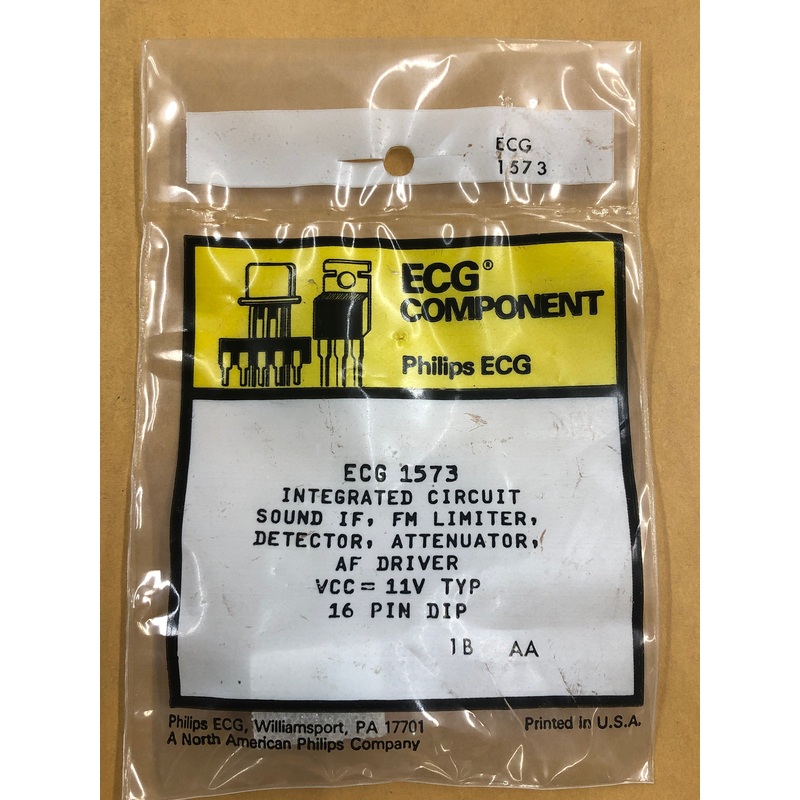 ECG
1573
ECG®
COMPONENT
Philips ECG
ECG 1573
INTEGRATED CIRCUIT
SOUND IF, FM LIMITER,
DETECTOR, ATTENUATOR,
AF DRIVER
VCC= 11V TYP
16 PIN DIP
1B AA
Philips ECG, Williamsport, PA 17701
A North American Philips Company
Printed in U.S.A.